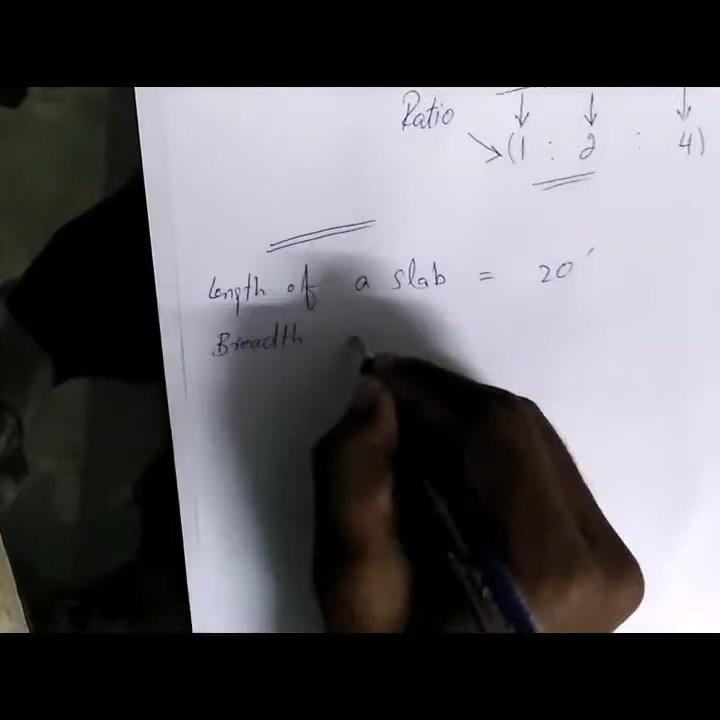 Ratio
(1 : 2 : 4)
Length of a slab = 20'
Breadth